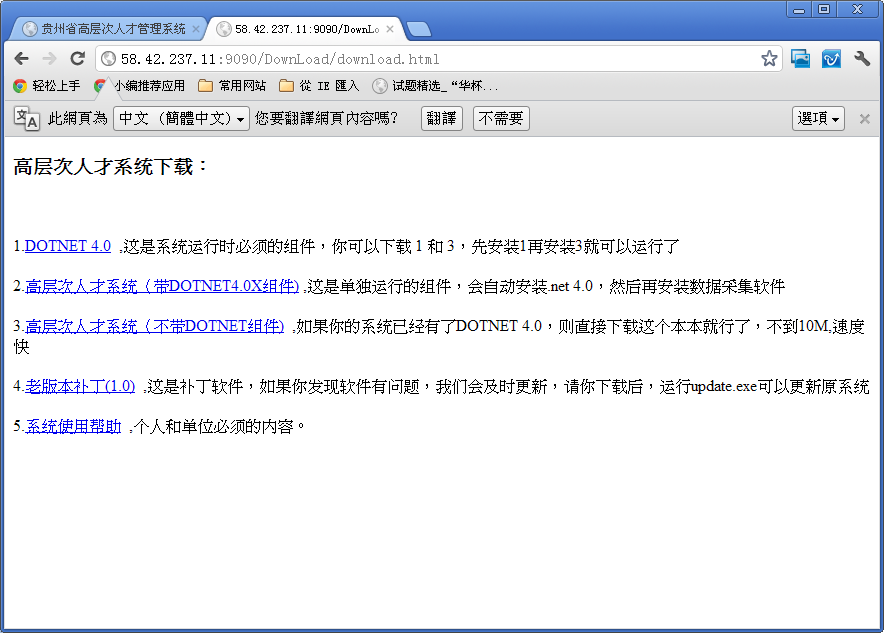 贵州省高层次人才管理系统
58.42.237.11:9090/DownLo
58.42.237.11:9090/DownLoad/download.html
轻松上手 小编推荐应用 常用网站 從 IE 匯入 试题精选_“华杯...
此網頁為 中文（簡體中文） 您要翻譯網頁內容嗎？ 翻譯 不需要 選項
高层次人才系统下载：
1.DOTNET 4.0 ,这是系统运行时必须的组件，你可以下载 1 和 3，先安装1再安装3就可以运行了
2.高层次人才系统（带DOTNET4.0X组件) ,这是单独运行的组件，会自动安装.net 4.0，然后再安装数据采集软件
3.高层次人才系统（不带DOTNET组件) ,如果你的系统已经有了DOTNET 4.0，则直接下载这个本本就行了，不到10M,速度
快
4.老版本补丁(1.0) ,这是补丁软件，如果你发现软件有问题，我们会及时更新，请你下载后，运行update.exe可以更新原系统
5.系统使用帮助 ,个人和单位必须的内容。